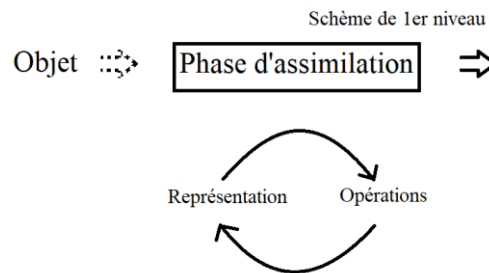 Schème de 1er niveau
Objet
Phase d'assimilation
Représentation
Opérations